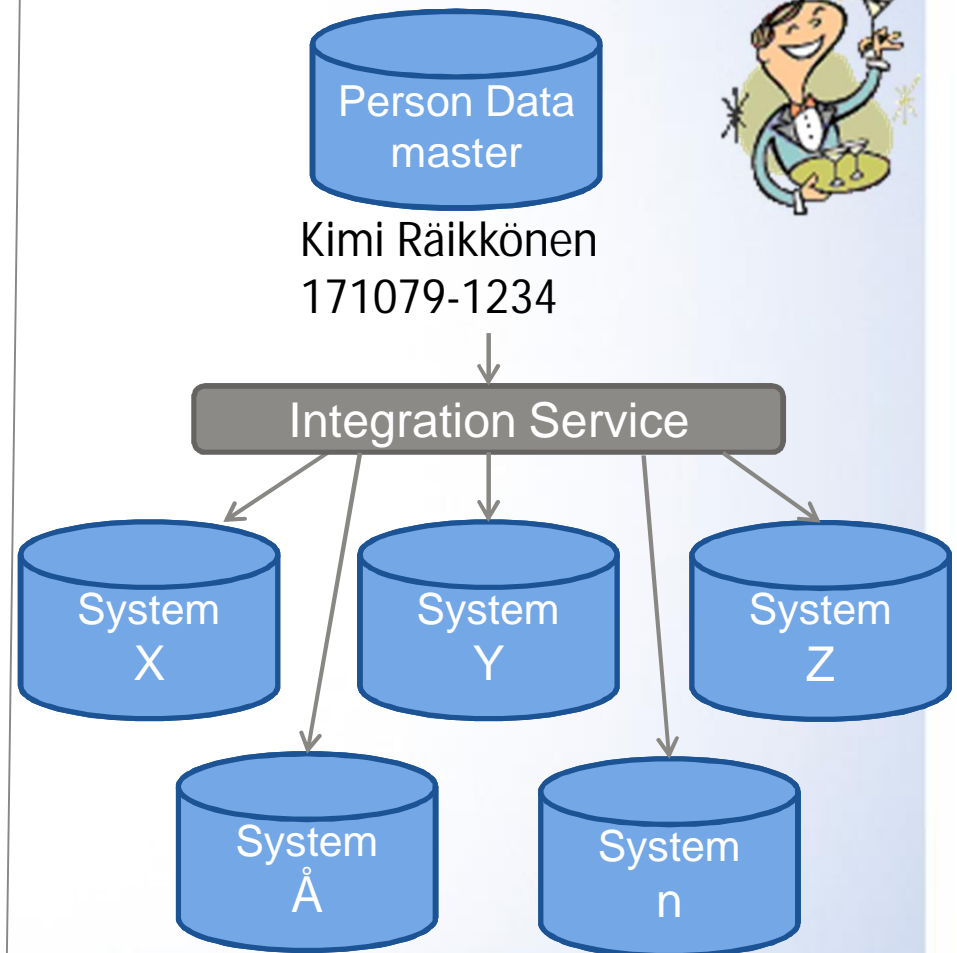 Person Data
master
Kimi Räikkönen
171079-1234
Integration Service
System
X
System
Y
System
Z
System
Å
System
n